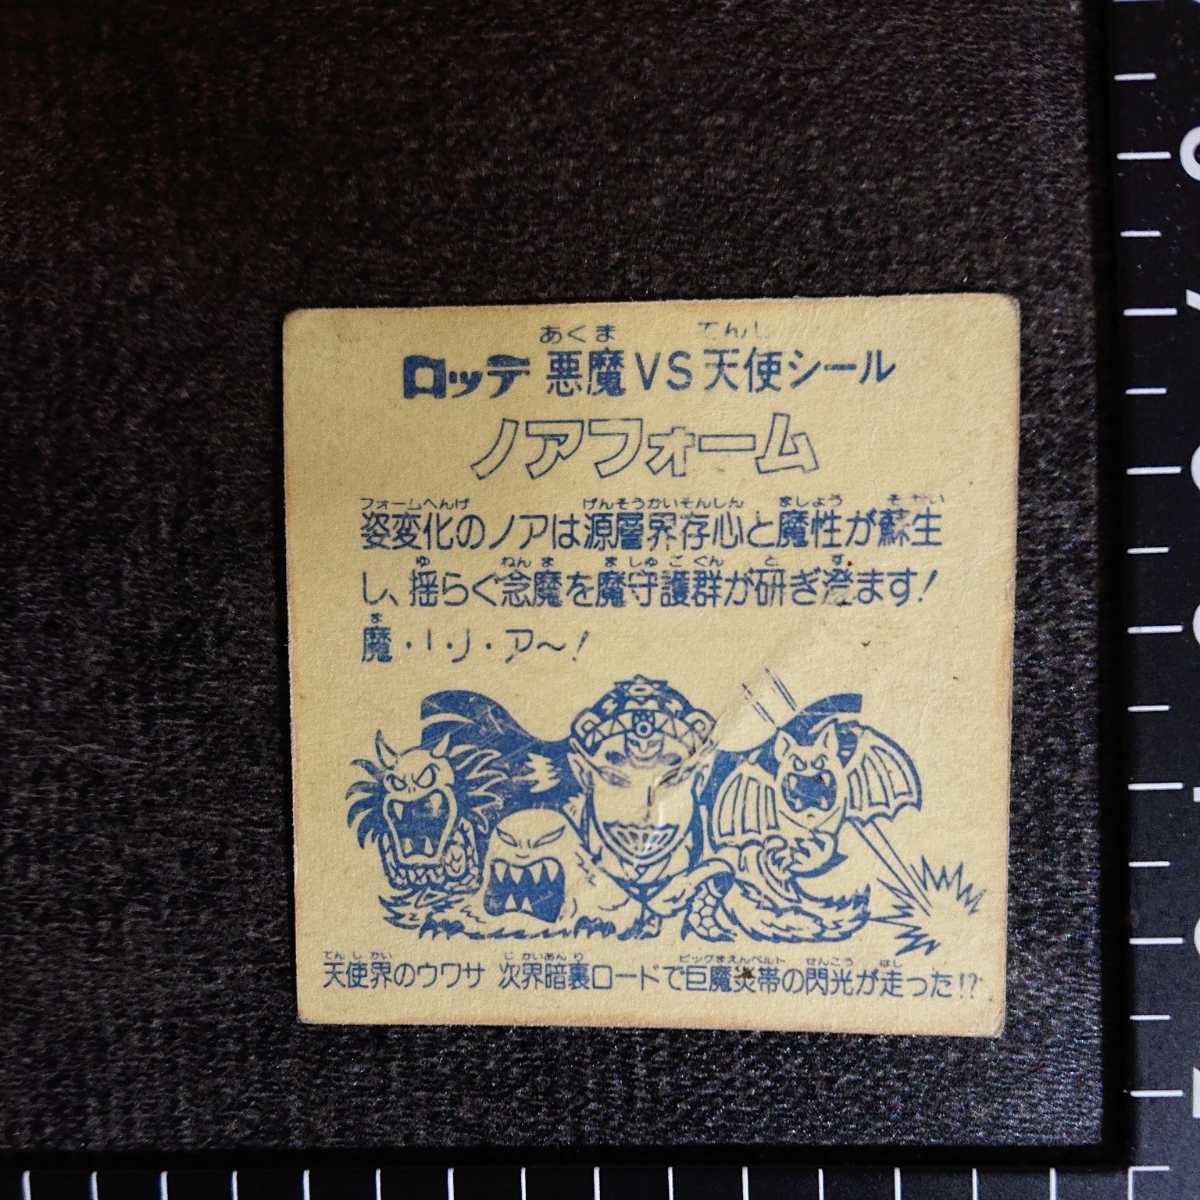 ロッテ 悪魔VS天使シール
あくま てんし
ノアフォーム
フォームへんげ げんそうかいそんしん ましょう そせい
姿変化のノアは源層界存心と魔性が蘇生
ゆ ねんま ましゅごぐん と す
し、揺らぐ念魔を魔守護群が研ぎ澄ます!
ま
魔・リ・ア〜!
てんしかい じかいあんり ビッグまえんベルト せんこう はし
天使界のウワサ 次界暗裏ロードで巨魔炎帯の閃光が走った!?